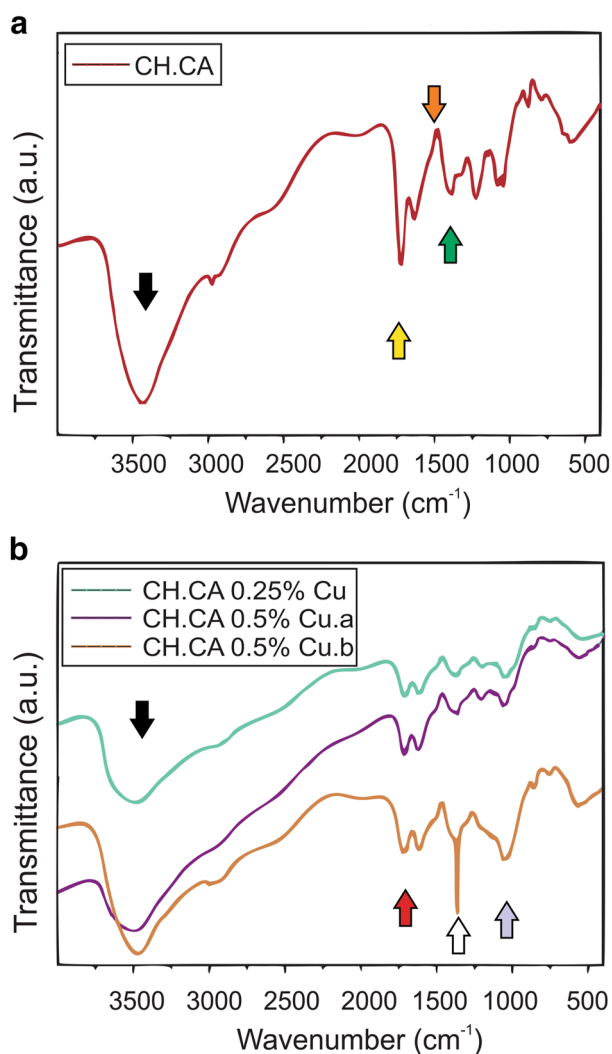 a
CH.CA
Transmittance (a.u.)
3500 3000 2500 2000 1500 1000 500
Wavenumber (cm⁻¹)
b
CH.CA 0.25% Cu
CH.CA 0.5% Cu.a
CH.CA 0.5% Cu.b
Transmittance (a.u.)
3500 3000 2500 2000 1500 1000 500
Wavenumber (cm⁻¹)